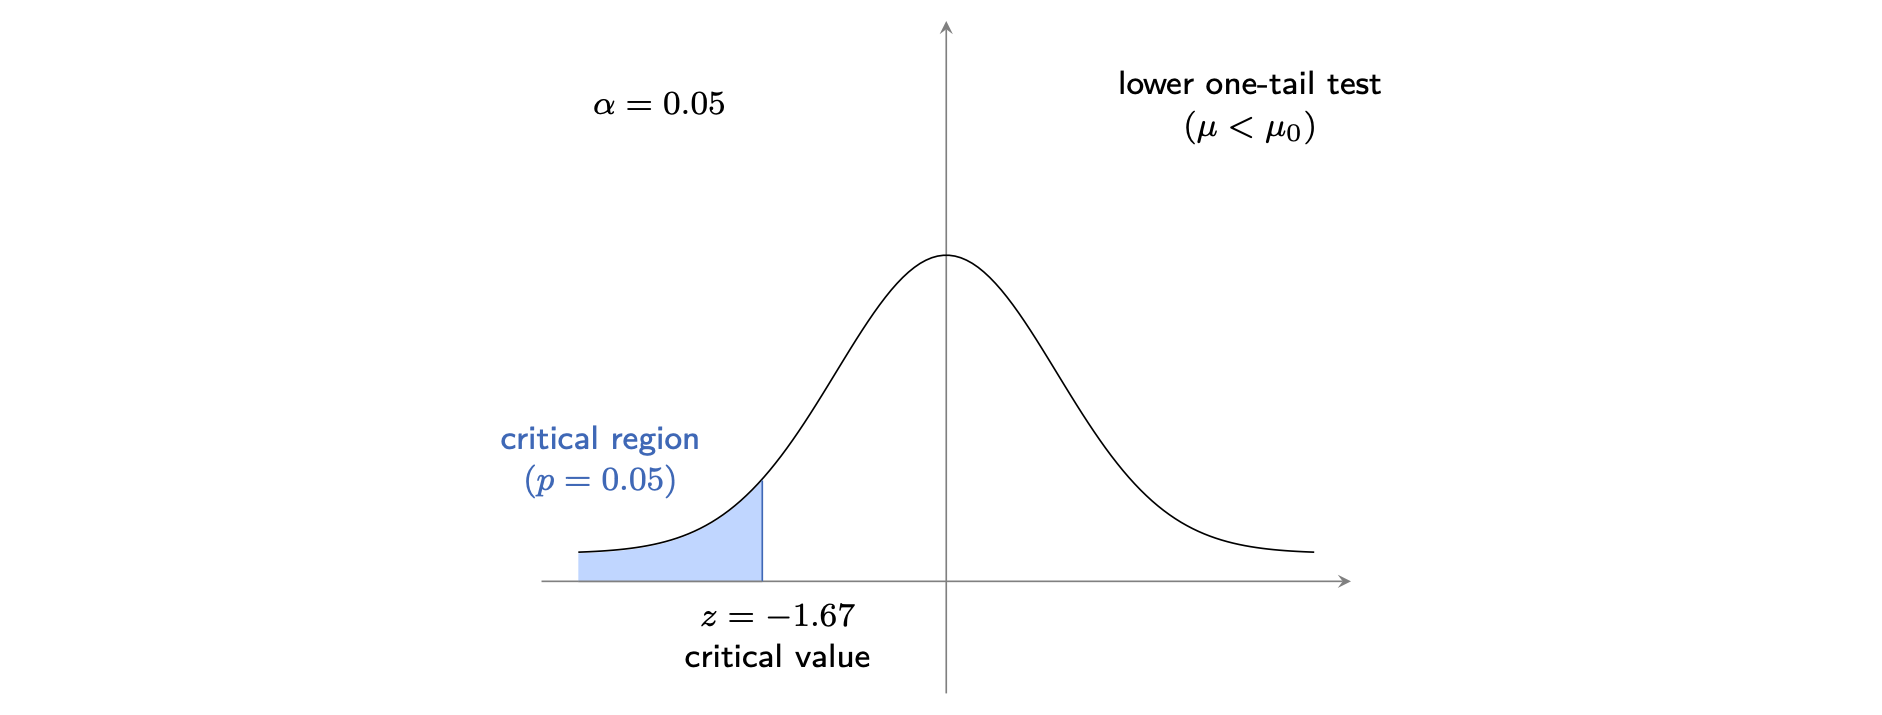 α = 0.05
lower one-tail test
(μ < μ₀)
critical region
(p = 0.05)
z = −1.67
critical value